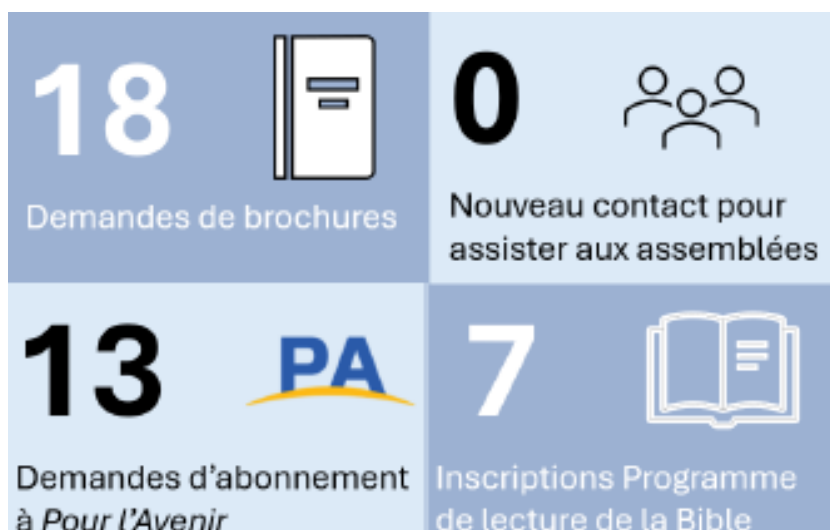 18
Demandes de brochures
0
Nouveau contact pour
assister aux assemblées
13
PA
Demandes d'abonnement
à Pour l'Avenir
7
Inscriptions Programme
de lecture de la Bible